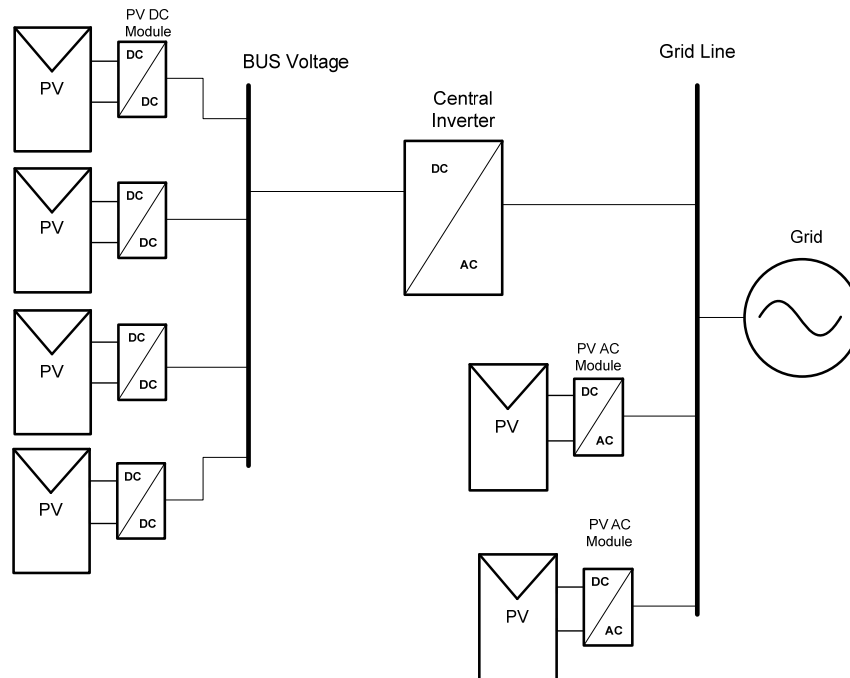 PV DC
Module
PV
DC
DC
PV
DC
DC
PV
DC
DC
PV
DC
DC
BUS Voltage
Central
Inverter
DC
AC
Grid Line
Grid
PV AC
Module
PV
DC
AC
PV AC
Module
PV
DC
AC